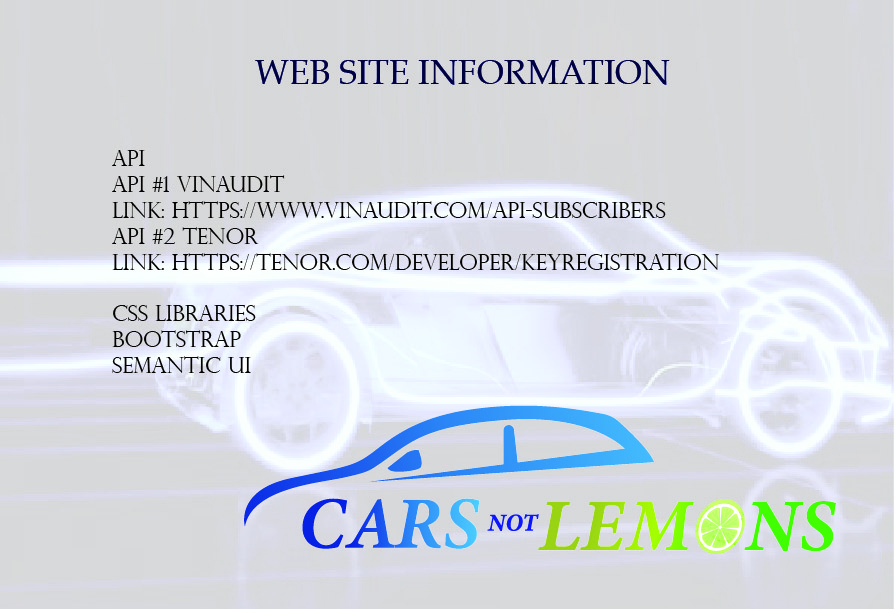 WEB SITE INFORMATION
API
API #1 VINAUDIT
LINK: HTTPS://WWW.VINAUDIT.COM/API-SUBSCRIBERS
API #2 TENOR
LINK: HTTPS://TENOR.COM/DEVELOPER/KEYREGISTRATION
CSS LIBRARIES
BOOTSTRAP
SEMANTIC UI
CARS NOT LEMONS